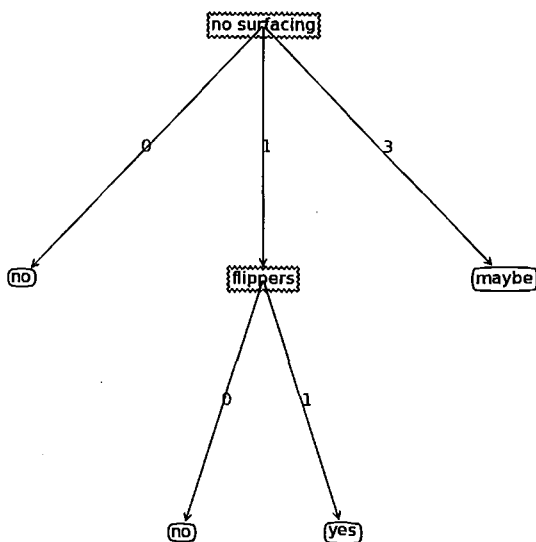 no surfacing
0 1 3
no flippers maybe
0 1
no yes